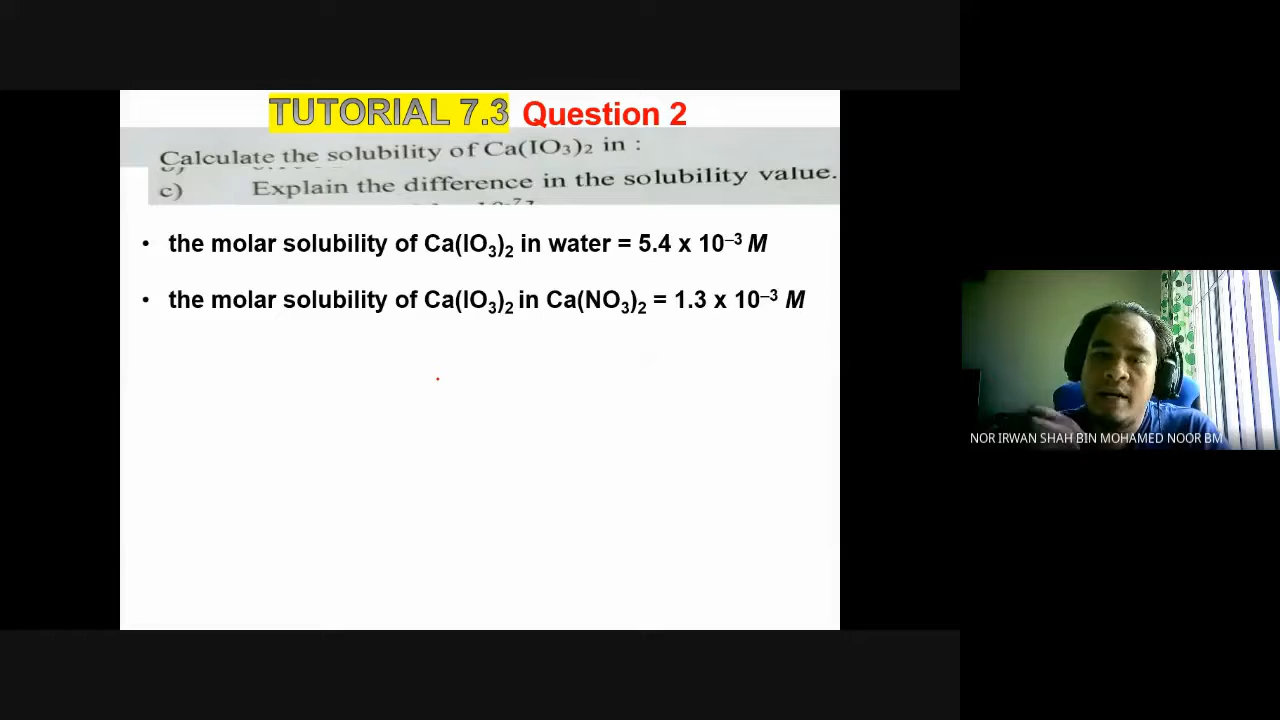 TUTORIAL 7.3 Question 2
Calculate the solubility of Ca(IO₃)₂ in :
c) Explain the difference in the solubility value.
• the molar solubility of Ca(IO₃)₂ in water = 5.4 x 10⁻³ M
• the molar solubility of Ca(IO₃)₂ in Ca(NO₃)₂ = 1.3 x 10⁻³ M
NOR IRWAN SHAH BIN MOHAMED NOOR BM